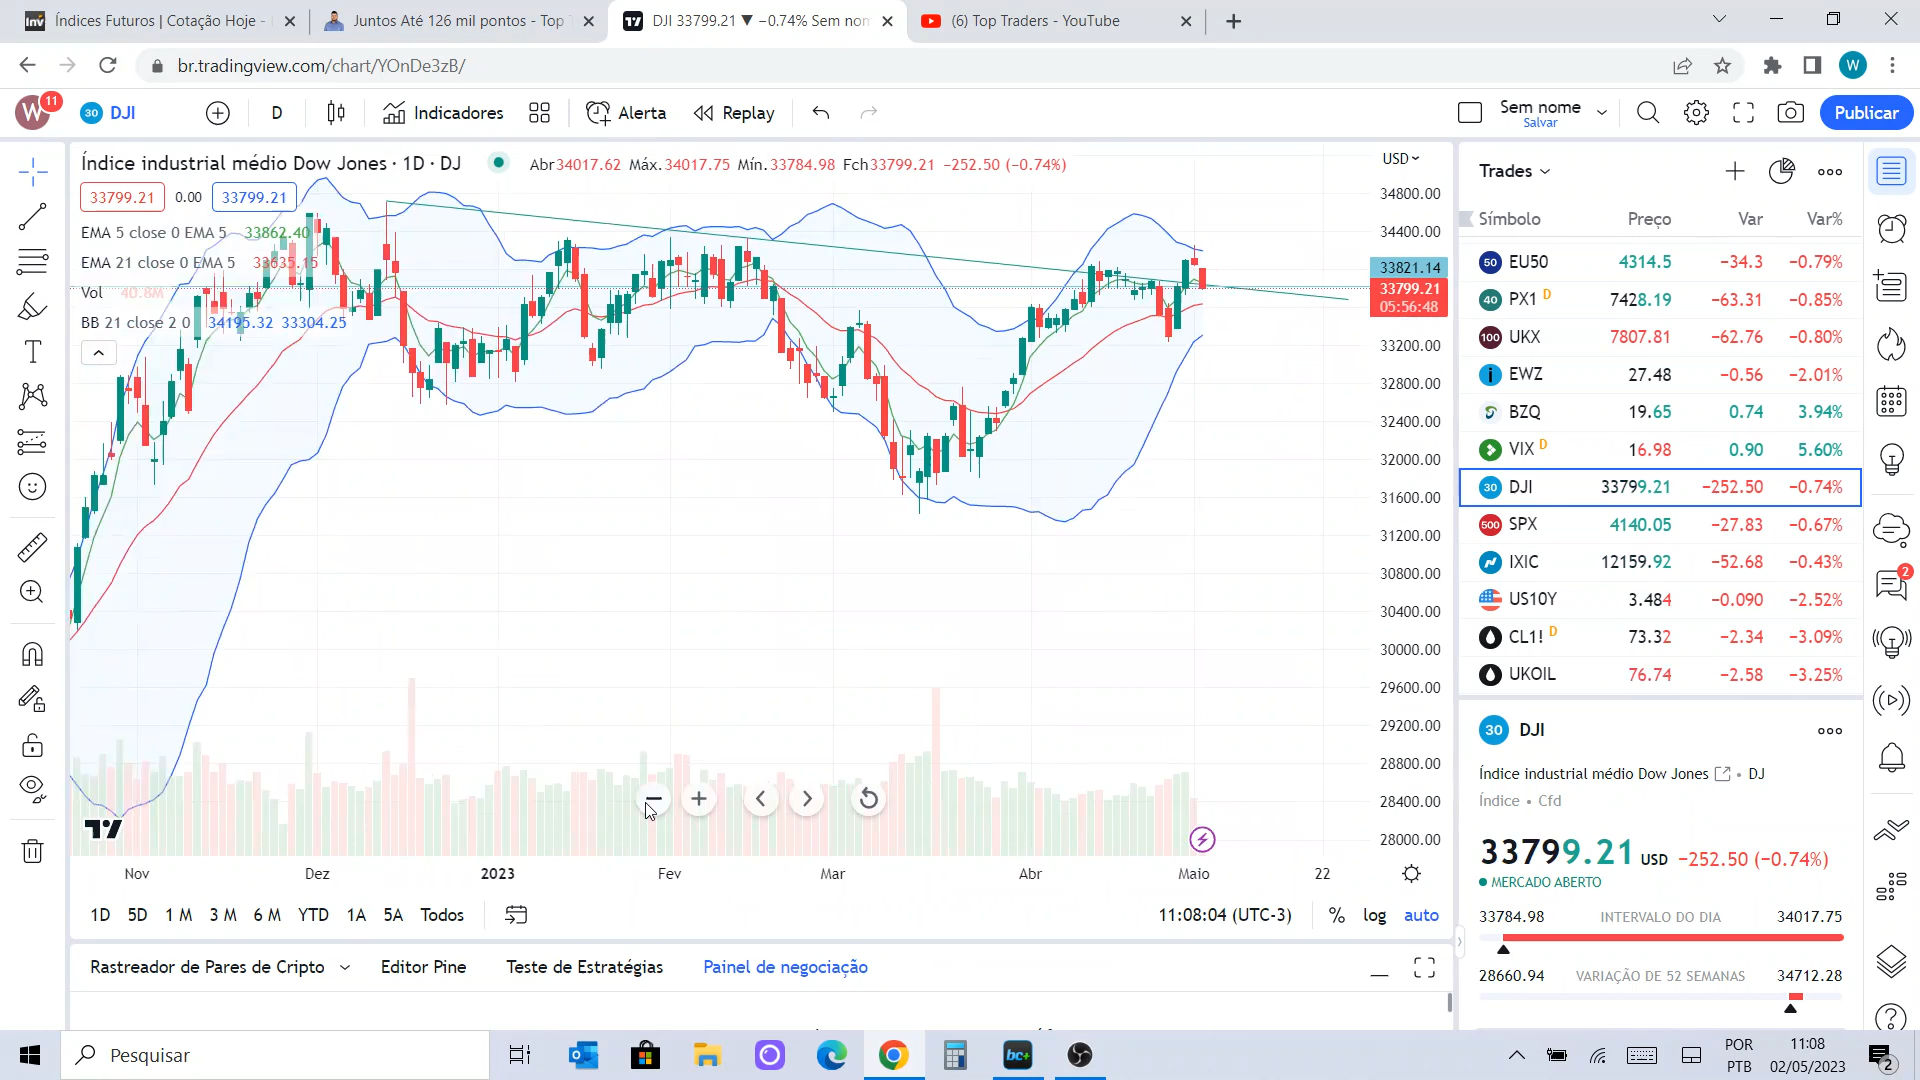 Índices Futuros | Cotação Hoje -
Juntos Até 126 mil pontos - Top
DJI 33799.21 ▼ −0.74% Sem nom
(6) Top Traders - YouTube
br.tradingview.com/chart/YOnDe3zB/
W
W
11
30
DJI
D
Indicadores
Alerta
Replay
Sem nome
Salvar
Publicar
Índice industrial médio Dow Jones · 1D · DJ
Abr34017.62 Máx.34017.75 Mín.33784.98 Fch33799.21 −252.50 (−0.74%)
33799.21
0.00
33799.21
EMA 5 close 0 EMA 5 33862.40
EMA 21 close 0 EMA 5 33635.15
Vol 40.8M
BB 21 close 2 0 34195.32 33304.25
USD
34800.00
34400.00
33821.14
33799.21
05:56:48
33200.00
32800.00
32400.00
32000.00
31600.00
31200.00
30800.00
30400.00
30000.00
29600.00
29200.00
28800.00
28400.00
28000.00
Nov
Dez
2023
Fev
Mar
Abr
Maio
22
1D 5D 1 M 3 M 6 M YTD 1A 5A Todos
11:08:04 (UTC-3)
% log auto
Rastreador de Pares de Cripto
Editor Pine
Teste de Estratégias
Painel de negociação
Trades
Símbolo Preço Var Var%
50 EU50 4314.5 −34.3 −0.79%
40 PX1 D 7428.19 −63.31 −0.85%
100 UKX 7807.81 −62.76 −0.80%
EWZ 27.48 −0.56 −2.01%
BZQ 19.65 0.74 3.94%
VIX D 16.98 0.90 5.60%
30 DJI 33799.21 −252.50 −0.74%
500 SPX 4140.05 −27.83 −0.67%
IXIC 12159.92 −52.68 −0.43%
US10Y 3.484 −0.090 −2.52%
CL1! D 73.32 −2.34 −3.09%
UKOIL 76.74 −2.58 −3.25%
30 DJI
Índice industrial médio Dow Jones • DJ
Índice • Cfd
33799.21 USD −252.50 (−0.74%)
MERCADO ABERTO
33784.98 INTERVALO DO DIA 34017.75
28660.94 VARIAÇÃO DE 52 SEMANAS 34712.28
2
Pesquisar
bc+
POR
PTB
11:08
02/05/2023
2